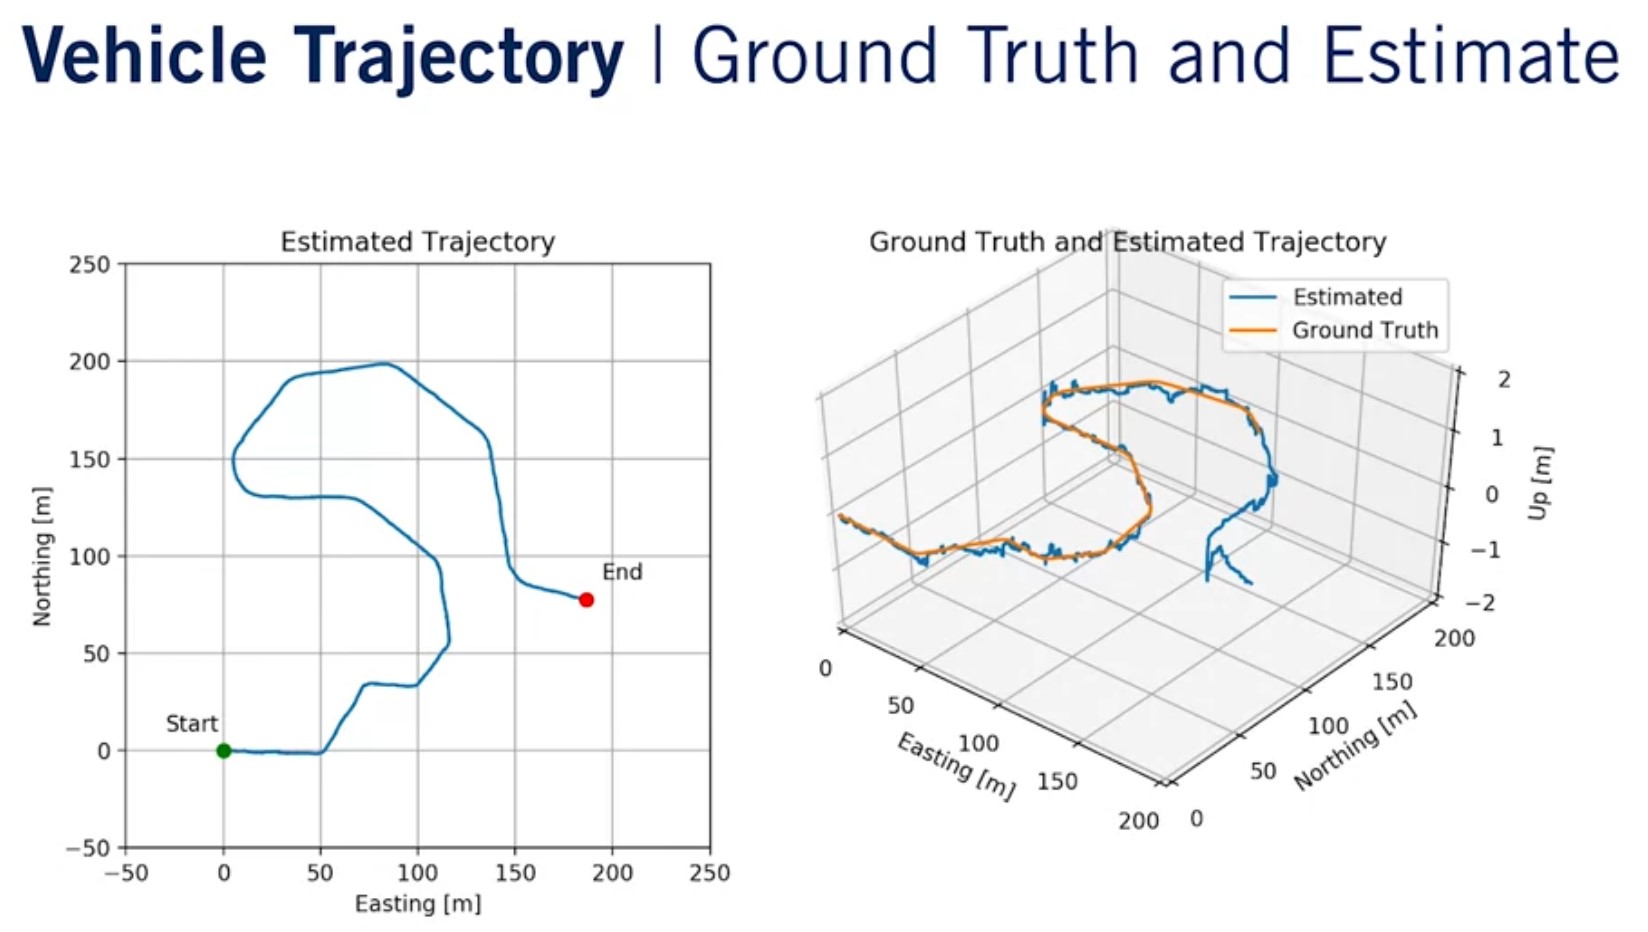 Vehicle Trajectory | Ground Truth and Estimate
Estimated Trajectory
250
200
150
100
50
0
−50
Northing [m]
Start
End
−50 0 50 100 150 200 250
Easting [m]
Ground Truth and Estimated Trajectory
Estimated
Ground Truth
2
1
0
−1
−2
Up [m]
0
50
100
150
200
Easting [m]
200
150
100
50
0
Northing [m]